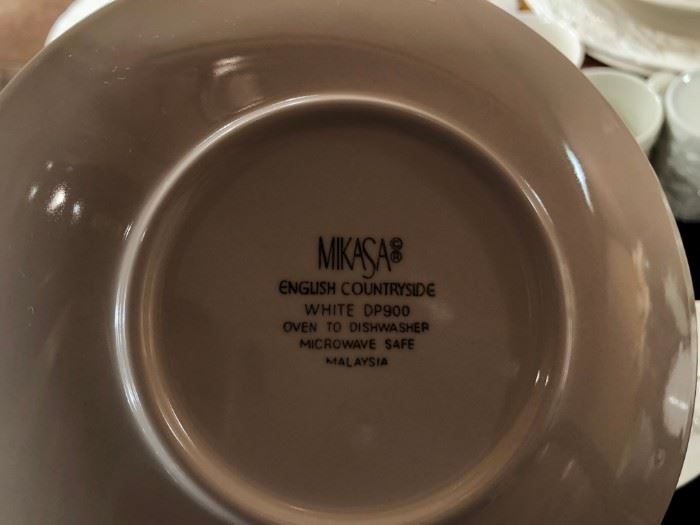 MIKASA©®
ENGLISH COUNTRYSIDE
WHITE DP900
OVEN TO DISHWASHER
MICROWAVE SAFE
MALAYSIA